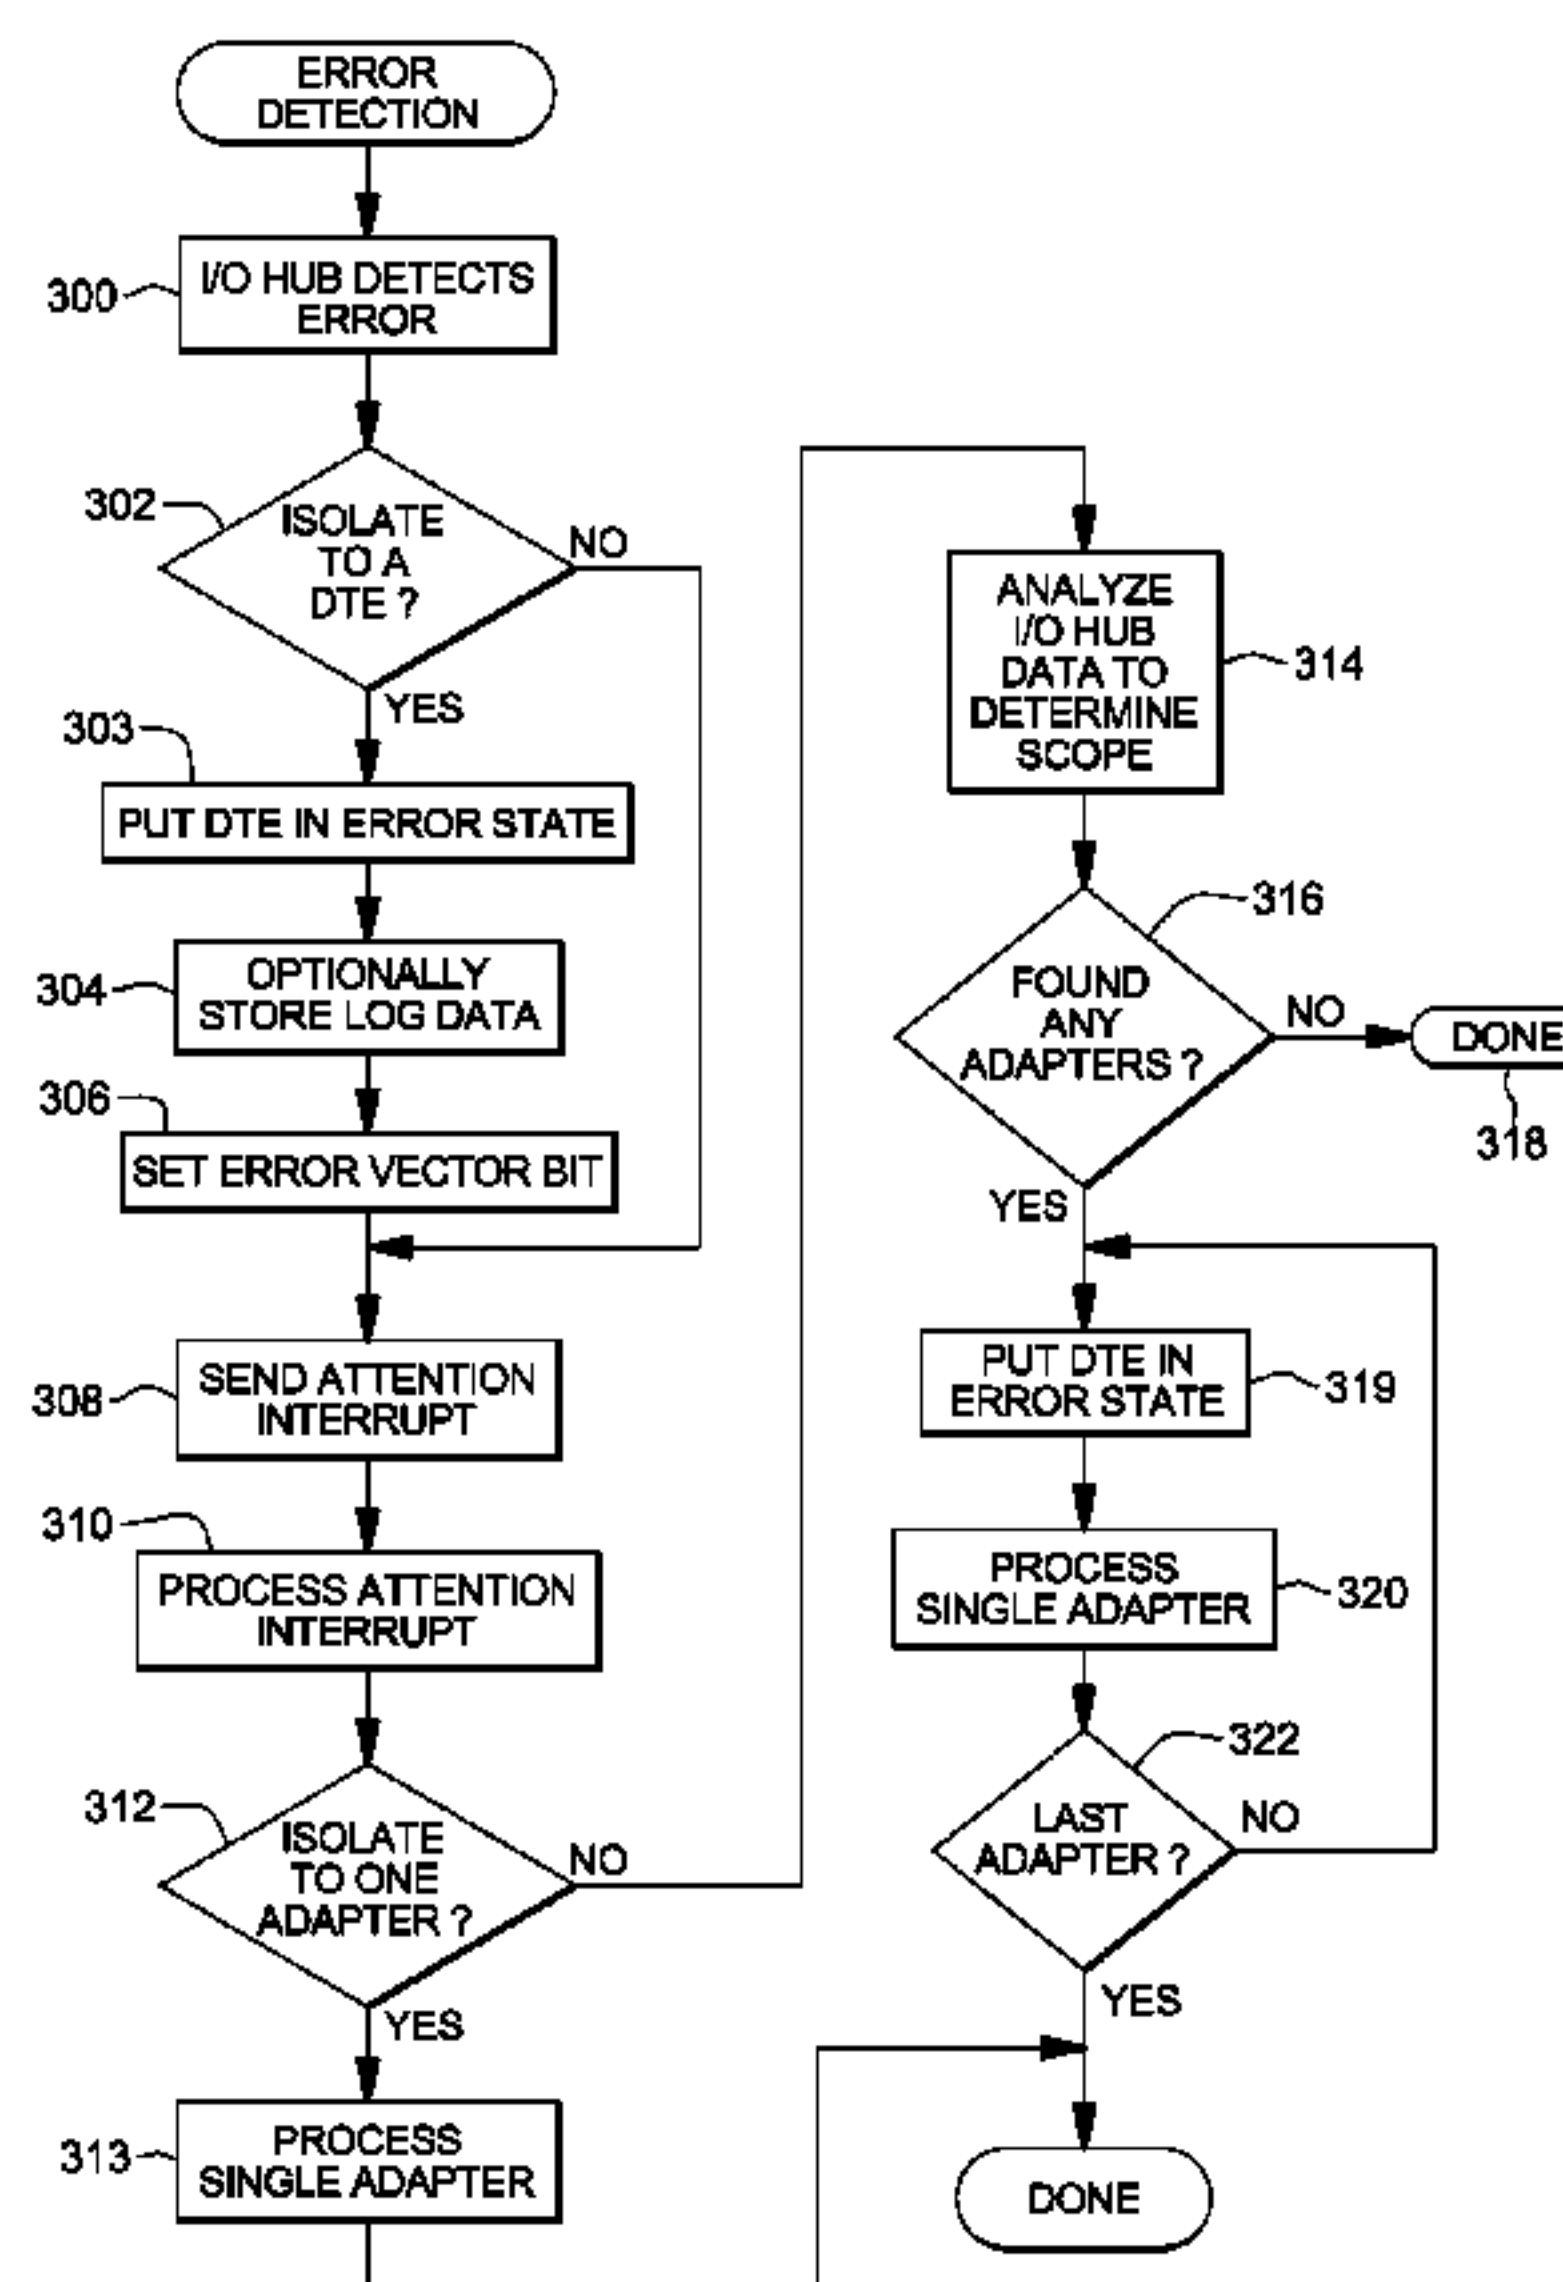 ERROR
DETECTION
300
I/O HUB DETECTS
ERROR
302
ISOLATE
TO A
DTE ?
NO
YES
303
PUT DTE IN ERROR STATE
304
OPTIONALLY
STORE LOG DATA
306
SET ERROR VECTOR BIT
308
SEND ATTENTION
INTERRUPT
310
PROCESS ATTENTION
INTERRUPT
312
ISOLATE
TO ONE
ADAPTER ?
NO
YES
313
PROCESS
SINGLE ADAPTER
ANALYZE
I/O HUB
DATA TO
DETERMINE
SCOPE
314
316
FOUND
ANY
ADAPTERS ?
NO
DONE
318
YES
PUT DTE IN
ERROR STATE
319
PROCESS
SINGLE ADAPTER
320
322
LAST
ADAPTER ?
NO
YES
DONE